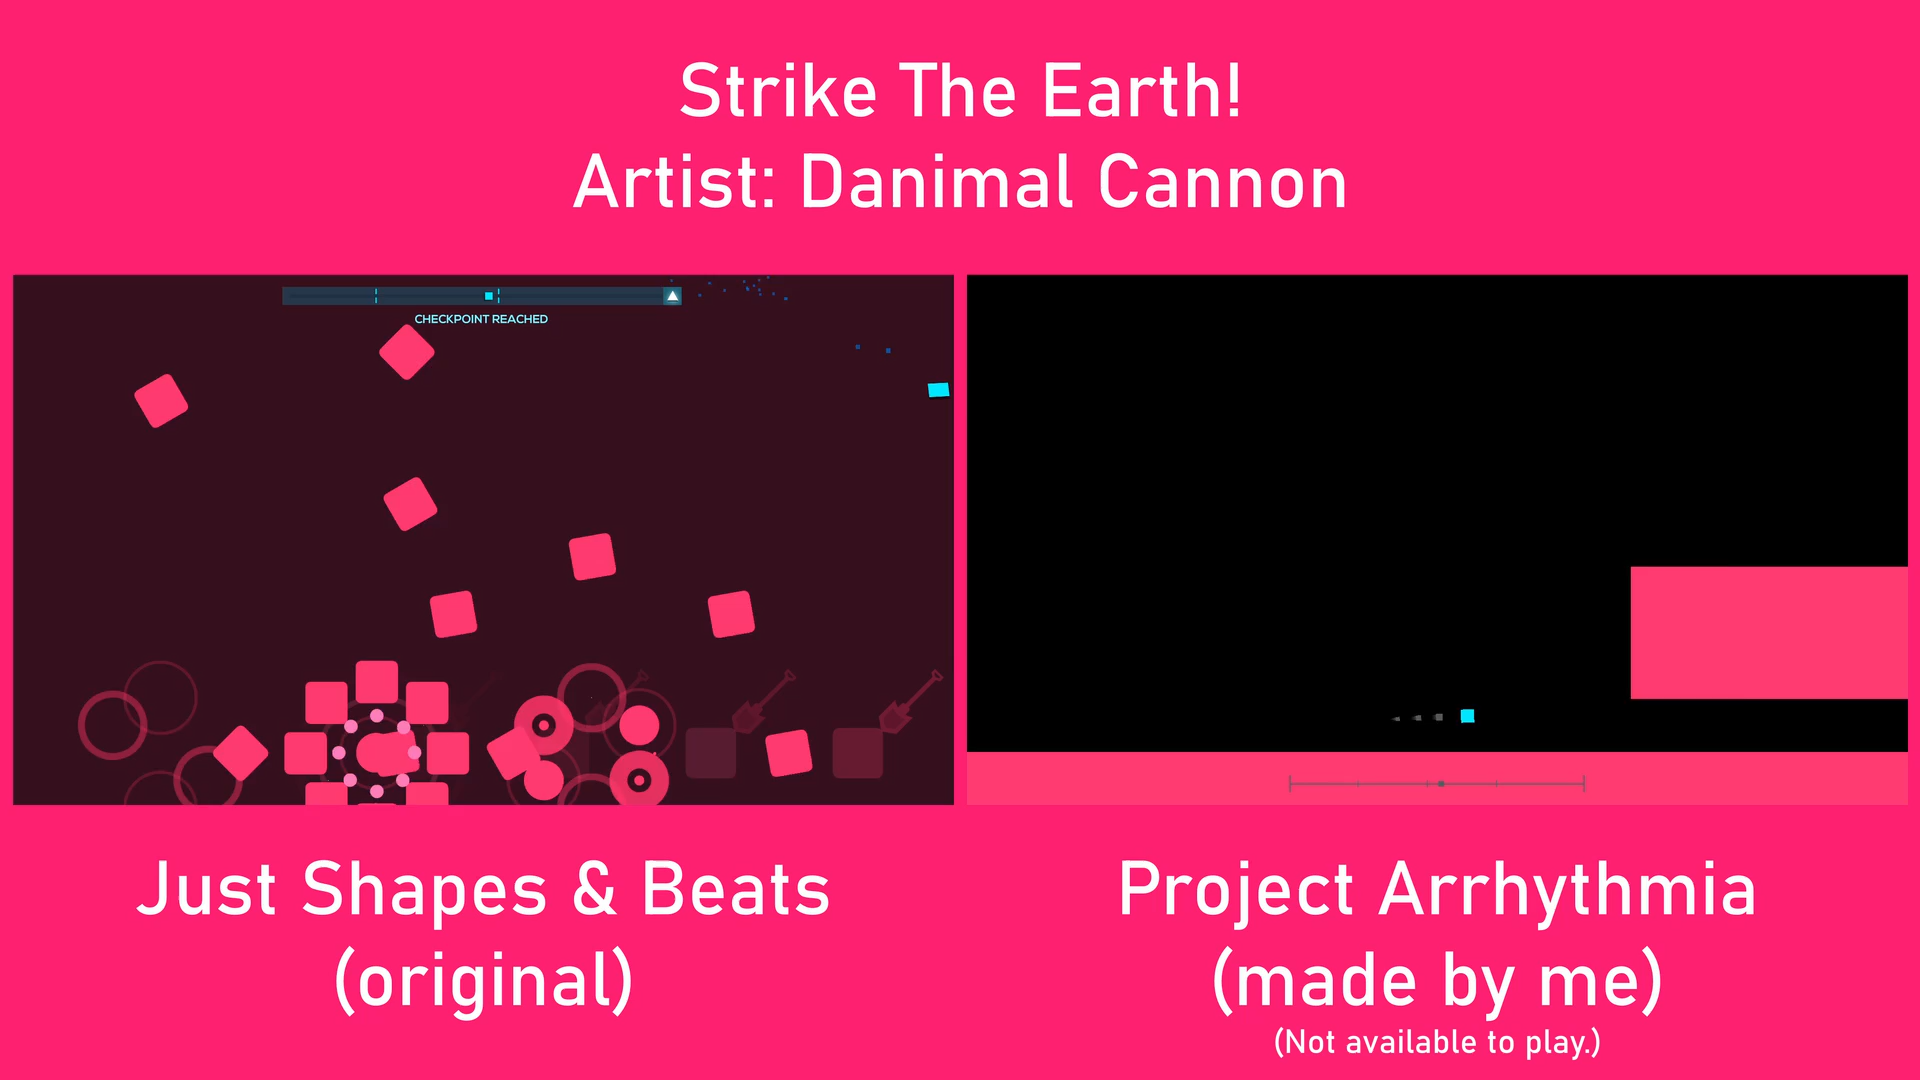 Strike The Earth!
Artist: Danimal Cannon
CHECKPOINT REACHED
Just Shapes & Beats
(original)
Project Arrhythmia
(made by me)
(Not available to play.)